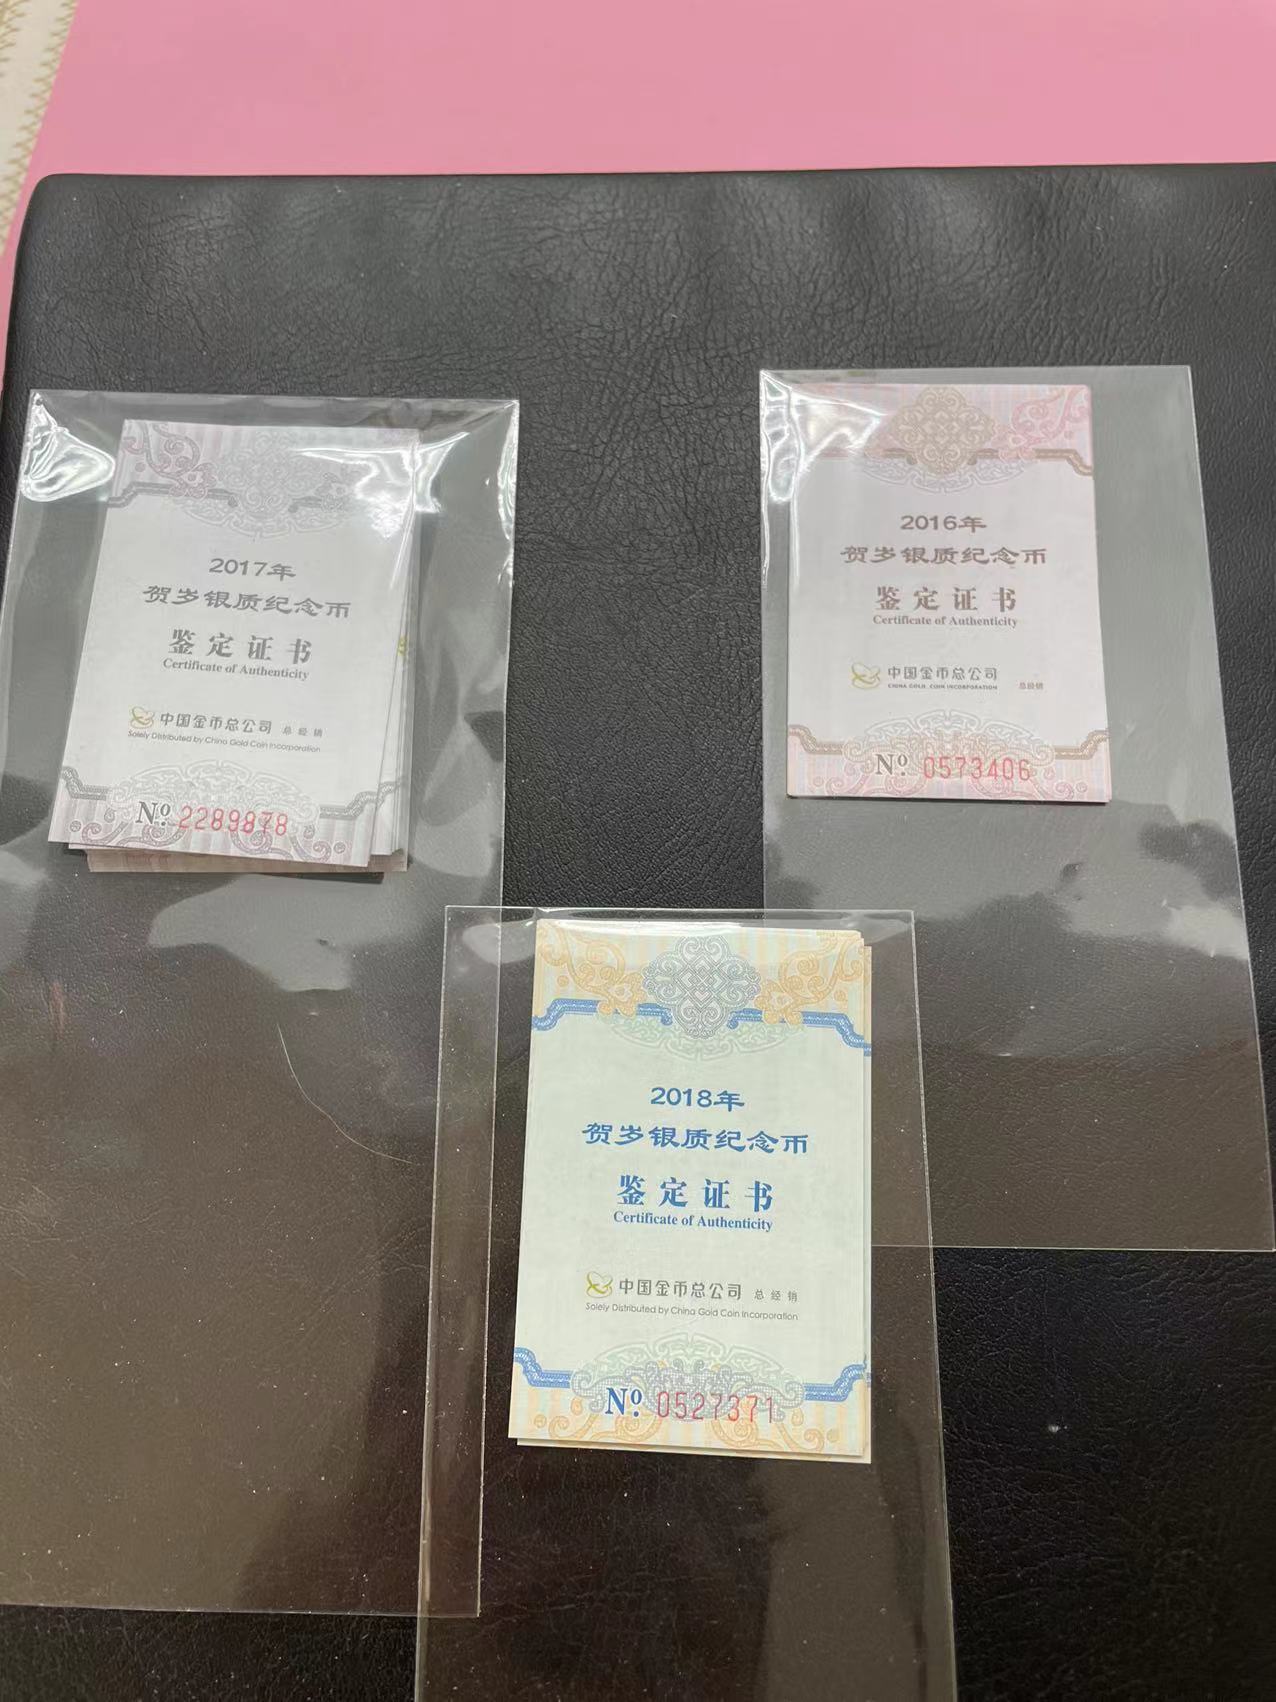 2017年
贺岁银质纪念币
鉴定证书
Certificate of Authenticity
中国金币总公司 总经销
Solely Distributed by China Gold Coin Incorporation
Nº. 2289878
2016年
贺岁银质纪念币
鉴定证书
Certificate of Authenticity
中国金币总公司
CHINA GOLD COIN INCORPORATION 总经销
Nº. 0573406
2018年
贺岁银质纪念币
鉴定证书
Certificate of Authenticity
中国金币总公司 总经销
Solely Distributed by China Gold Coin Incorporation
Nº. 0527371